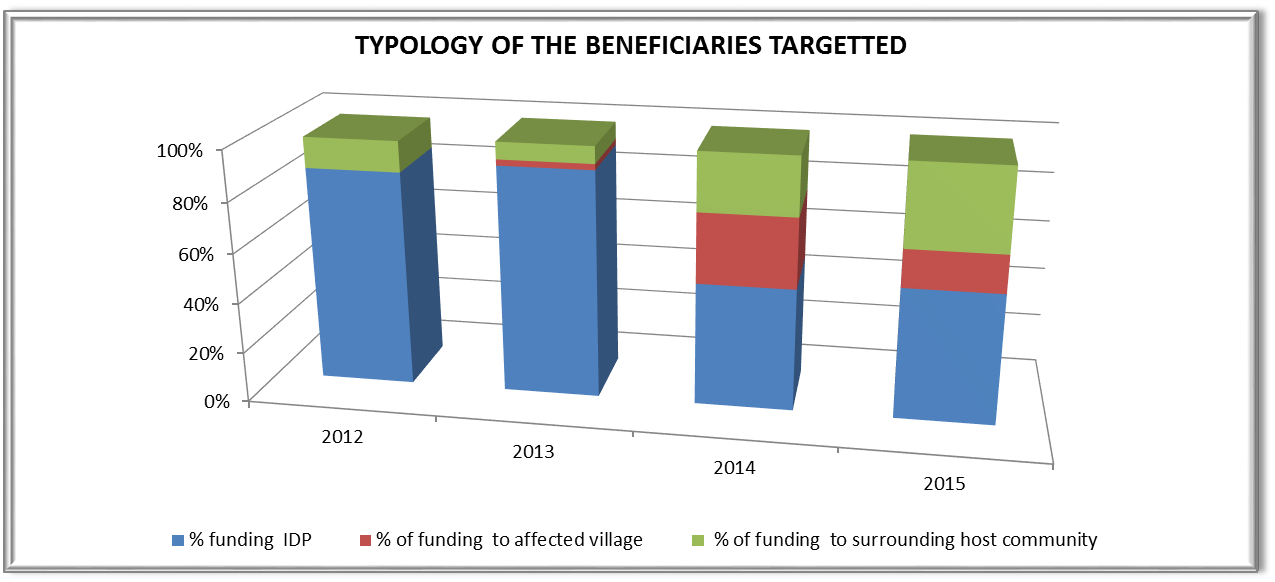 TYPOLOGY OF THE BENEFICIARIES TARGETTED
100%
80%
60%
40%
20%
0%
2012
2013
2014
2015
% funding IDP
% of funding to affected village
% of funding to surrounding host community